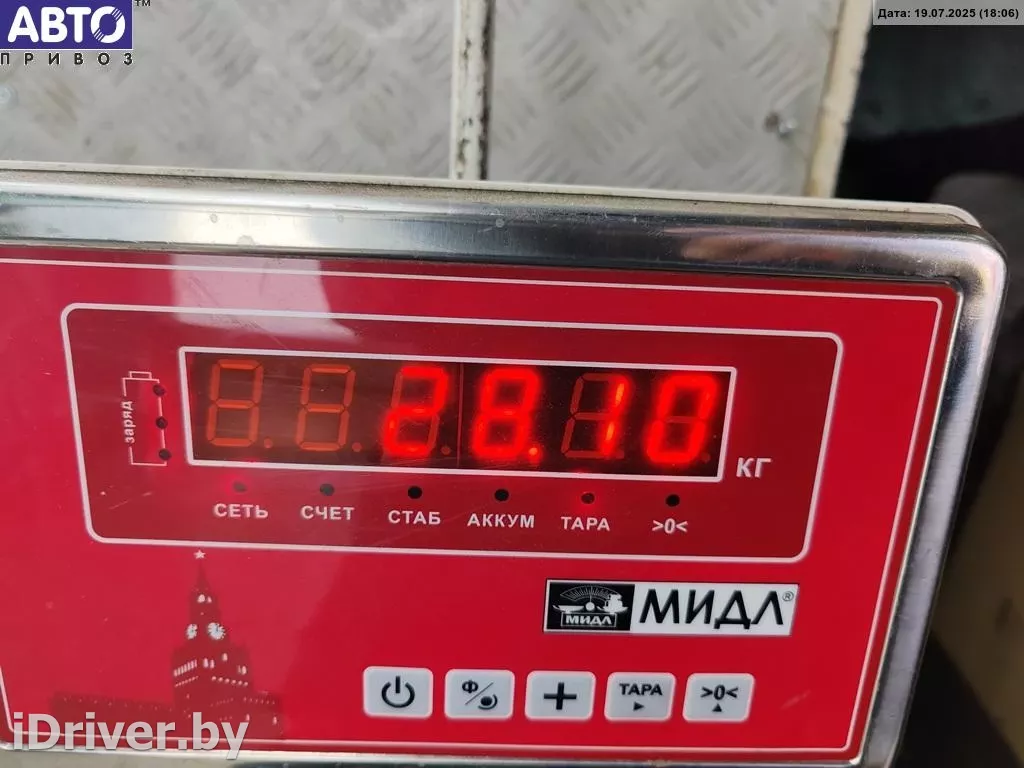 АВТО™
ПРИВОЗ
Дата: 19.07.2025 (18:06)
заряд
28.10
КГ
СЕТЬ СЧЕТ СТАБ АККУМ ТАРА >0<
МИДЛ МИДЛ®
Ф ТАРА >0<
iDriver.by